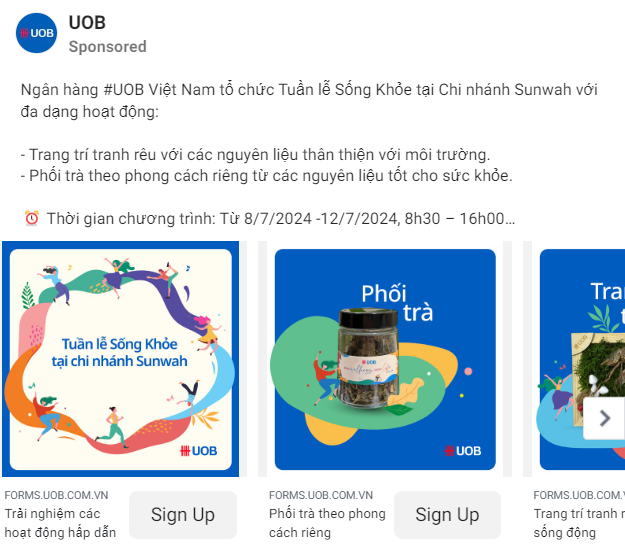 UOB
UOB
Sponsored
Ngân hàng #UOB Việt Nam tổ chức Tuần lễ Sống Khỏe tại Chi nhánh Sunwah với
đa dạng hoạt động:
- Trang trí tranh rêu với các nguyên liệu thân thiện với môi trường.
- Phối trà theo phong cách riêng từ các nguyên liệu tốt cho sức khỏe.
Thời gian chương trình: Từ 8/7/2024 -12/7/2024, 8h30 – 16h00...
Tuần lễ Sống Khỏe
tại chi nhánh Sunwah
UOB
Phối
trà
UOB
UOB
FORMS.UOB.COM.VN
Trải nghiệm các
hoạt động hấp dẫn
Sign Up
FORMS.UOB.COM.VN
Phối trà theo phong
cách riêng
Sign Up
FORMS.UOB.COM.
Trang trí tranh
sống động